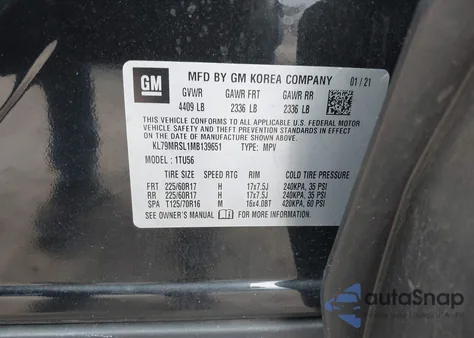 GM MFD BY GM KOREA COMPANY 01/21
GVWR GAWR FRT GAWR RR
4409 LB 2336 LB 2336 LB
THIS VEHICLE CONFORMS TO ALL APPLICABLE U.S. FEDERAL
MOTOR VEHICLE SAFETY, BUMPER, AND THEFT PREVENTION
STANDARDS IN EFFECT ON THE DATE OF MANUFACTURE SHOWN ABOVE.
KL79MRSL1MB139651 TYPE: MPV
MODEL: 1TU56
TIRE SIZE SPEED RTG RIM COLD TIRE PRESSURE
FRT 225/60R17 H 17x7.5J 240KPA, 35 PSI
RR 225/60R17 H 17x7.5J 240KPA, 35 PSI
SPA T125/70R16 M 16x4.0BT 420KPA, 60 PSI
SEE OWNER'S MANUAL FOR MORE INFORMATION.
autoSnap